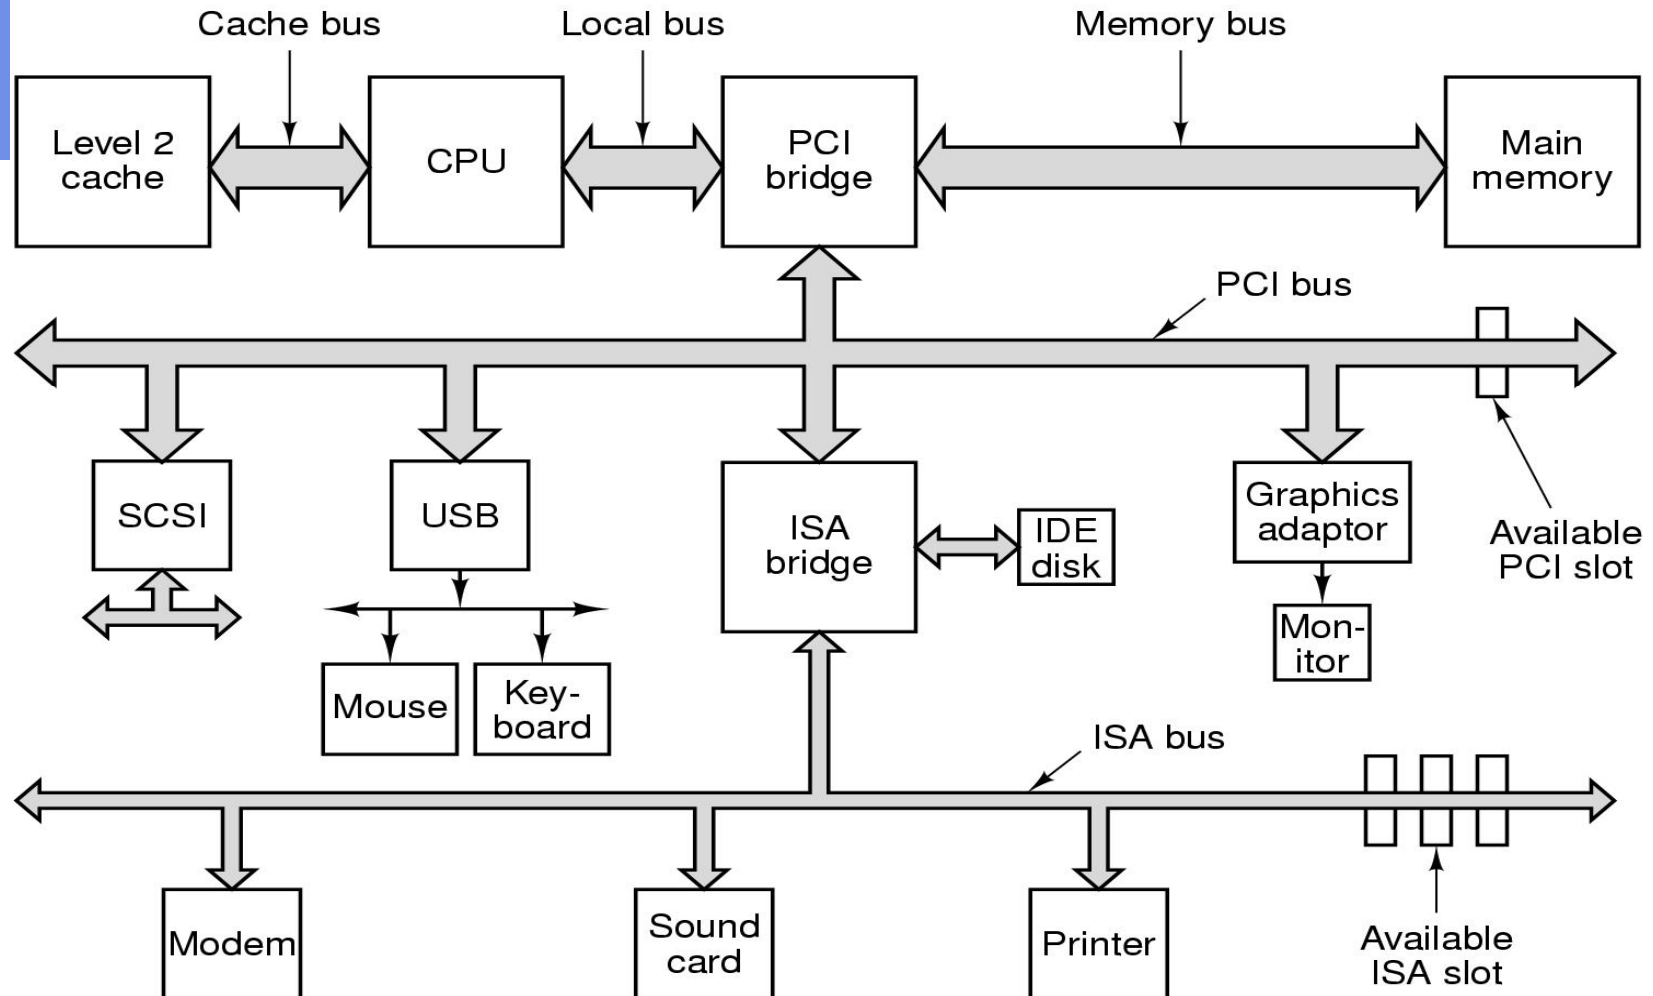 Cache bus
Local bus
Memory bus
Level 2
cache
CPU
PCI
bridge
Main
memory
PCI bus
SCSI
USB
ISA
bridge
IDE
disk
Graphics
adaptor
Available
PCI slot
Mouse
Key-
board
Mon-
itor
ISA bus
Modem
Sound
card
Printer
Available
ISA slot